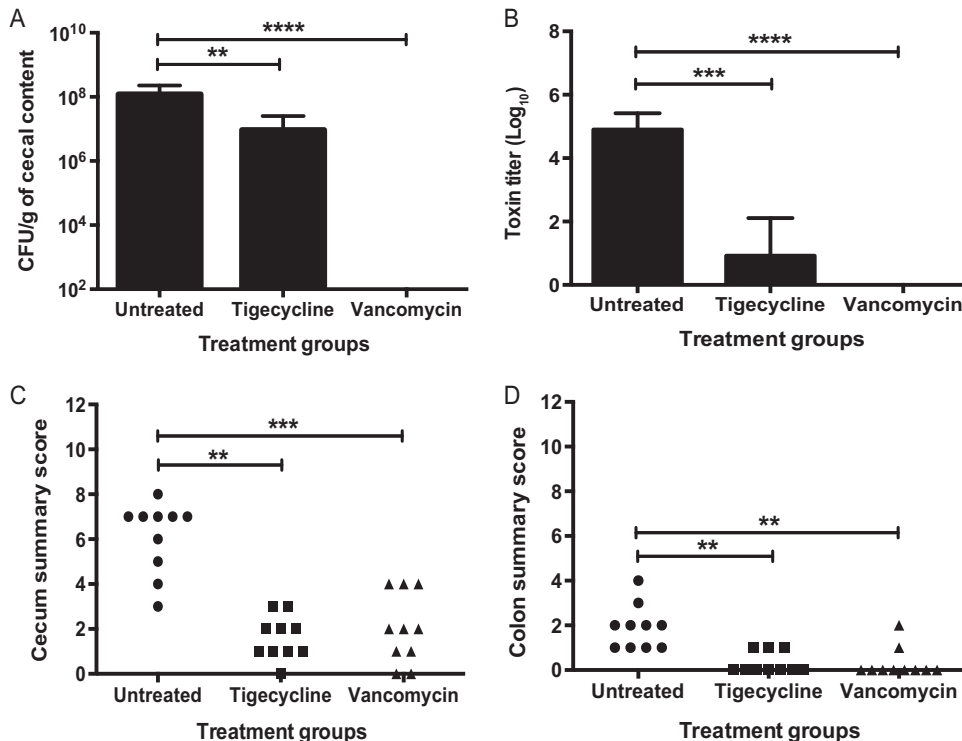 A
CFU/g of cecal content
10^10
10^8
10^6
10^4
10^2
****
**
Untreated Tigecycline Vancomycin
Treatment groups
B
Toxin titer (Log10)
8
6
4
2
0
****
***
Untreated Tigecycline Vancomycin
Treatment groups
C
Cecum summary score
12
10
8
6
4
2
0
***
**
Untreated Tigecycline Vancomycin
Treatment groups
D
Colon summary score
12
10
8
6
4
2
0
**
**
Untreated Tigecycline Vancomycin
Treatment groups